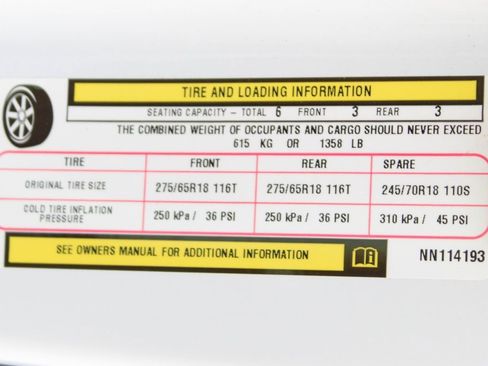 TIRE AND LOADING INFORMATION
SEATING CAPACITY – TOTAL 6 FRONT 3 REAR 3
THE COMBINED WEIGHT OF OCCUPANTS AND CARGO SHOULD NEVER EXCEED
615 KG OR 1358 LB
TIRE FRONT REAR SPARE
ORIGINAL TIRE SIZE 275/65R18 116T 275/65R18 116T 245/70R18 110S
COLD TIRE INFLATION
PRESSURE 250 kPa / 36 PSI 250 kPa / 36 PSI 310 kPa / 45 PSI
SEE OWNERS MANUAL FOR ADDITIONAL INFORMATION
NN114193